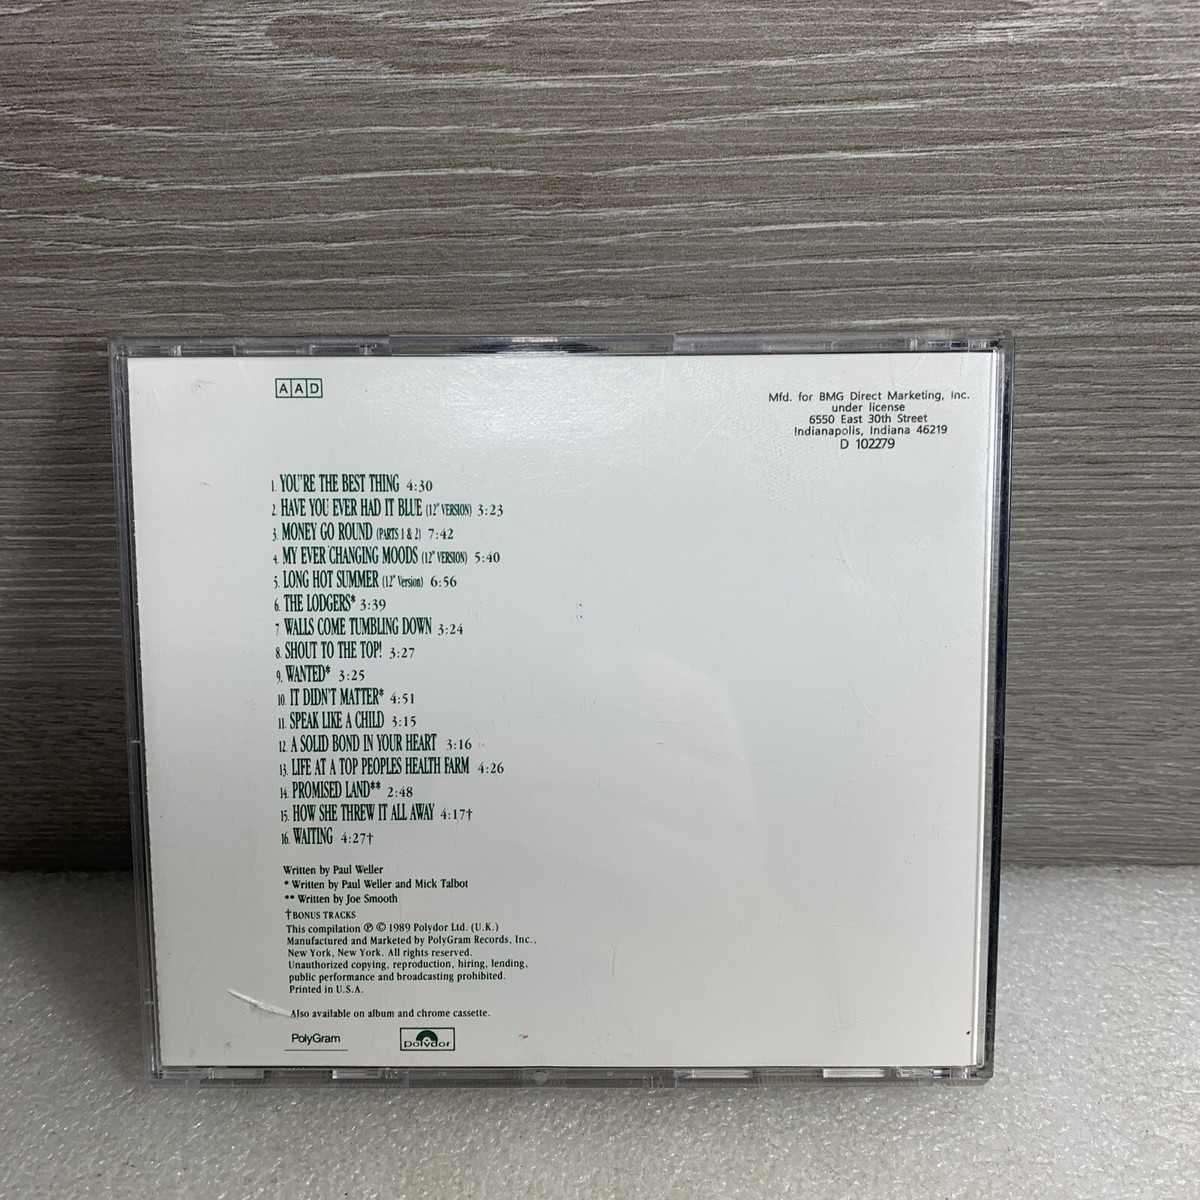 AAD
Mfd. for BMG Direct Marketing, Inc.
under license
6550 East 30th Street
Indianapolis, Indiana 46219
D 102279
1. YOU'RE THE BEST THING 4:30
2. HAVE YOU EVER HAD IT BLUE (12" VERSION) 3:23
3. MONEY GO ROUND (PARTS 1 & 2) 7:42
4. MY EVER CHANGING MOODS (12" VERSION) 5:40
5. LONG HOT SUMMER (12" Version) 6:56
6. THE LODGERS* 3:39
7 WALLS COME TUMBLING DOWN 3:24
8. SHOUT TO THE TOP! 3:27
9. WANTED* 3:25
10. IT DIDN'T MATTER* 4:51
11. SPEAK LIKE A CHILD 3:15
12. A SOLID BOND IN YOUR HEART 3:16
13. LIFE AT A TOP PEOPLES HEALTH FARM 4:26
14. PROMISED LAND** 2:48
15. HOW SHE THREW IT ALL AWAY 4:17†
16. WAITING 4:27†
Written by Paul Weller
* Written by Paul Weller and Mick Talbot
** Written by Joe Smooth
†BONUS TRACKS
This compilation ℗ © 1989 Polydor Ltd. (U.K.)
Manufactured and Marketed by PolyGram Records, Inc.,
New York, New York. All rights reserved.
Unauthorized copying, reproduction, hiring, lending,
public performance and broadcasting prohibited.
Printed in U.S.A.
Also available on album and chrome cassette.
PolyGram
Polydor